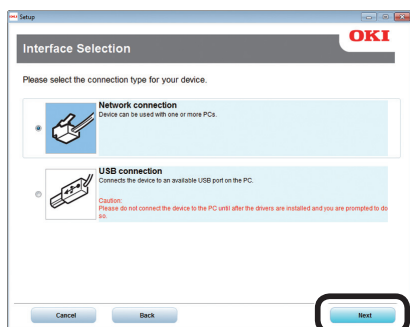 Setup
OKI
Interface Selection
Please select the connection type for your device.
Network connection
Device can be used with one or more PCs.
USB connection
Connects the device to an available USB port on the PC.
Caution:
Please do not connect the device to the PC until after the drivers are installed and you are prompted to do
so.
Cancel
Back
Next